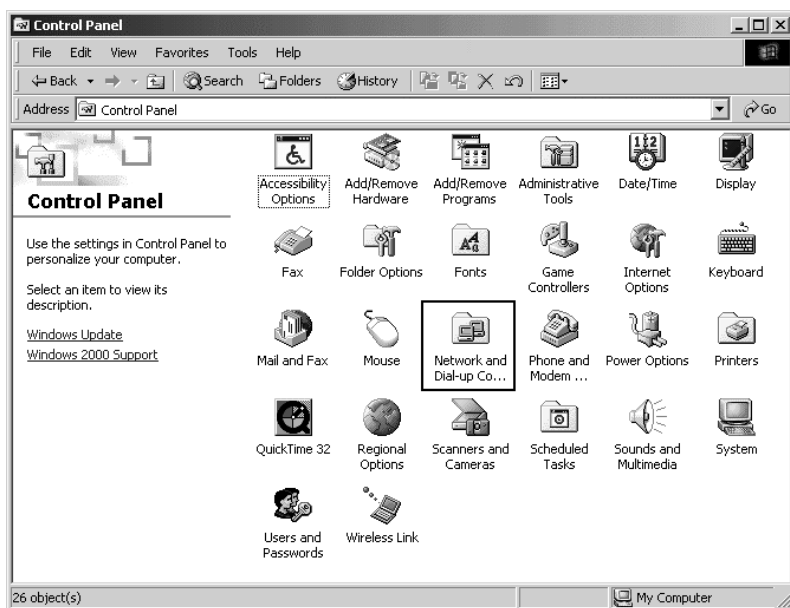 Control Panel
File Edit View Favorites Tools Help
Back Search Folders History
Address Control Panel Go
Control Panel
Use the settings in Control Panel to
personalize your computer.
Select an item to view its
description.
Windows Update
Windows 2000 Support
Accessibility
Options
Add/Remove
Hardware
Add/Remove
Programs
Administrative
Tools
Date/Time
Display
Fax
Folder Options
Fonts
Game
Controllers
Internet
Options
Keyboard
Mail and Fax
Mouse
Network and
Dial-up Co...
Phone and
Modem ...
Power Options
Printers
QuickTime 32
Regional
Options
Scanners and
Cameras
Scheduled
Tasks
Sounds and
Multimedia
System
Users and
Passwords
Wireless Link
26 object(s) My Computer